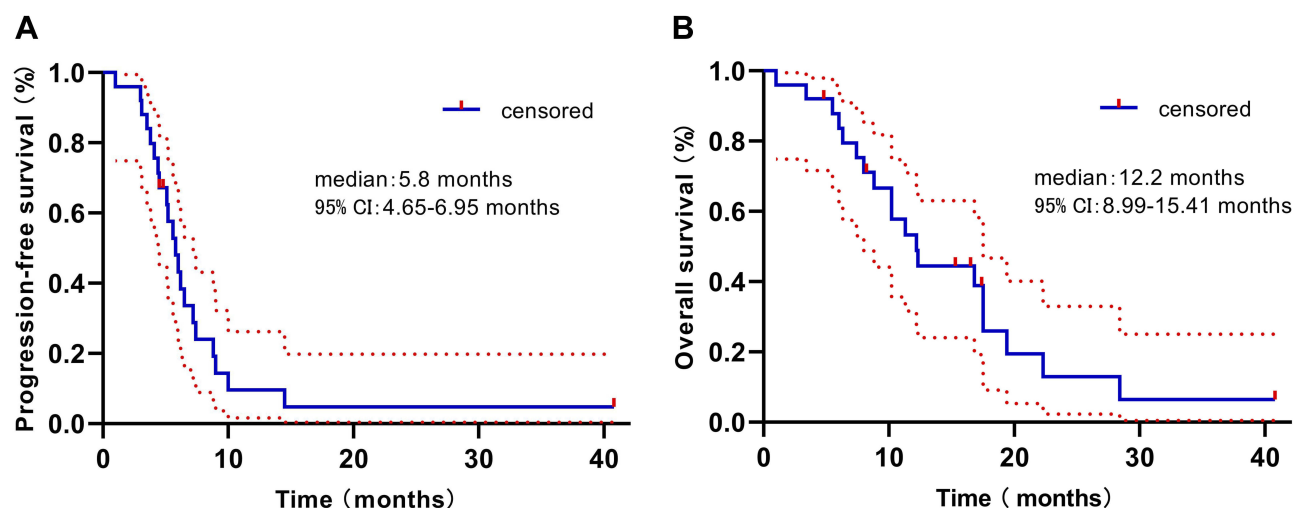 A
Progression-free survival (%)
1.0
0.8
0.6
0.4
0.2
0.0
censored
median:5.8 months
95% CI:4.65-6.95 months
0 10 20 30 40
Time (months)
B
Overall survival (%)
1.0
0.8
0.6
0.4
0.2
0.0
censored
median:12.2 months
95% CI:8.99-15.41 months
0 10 20 30 40
Time ( months)